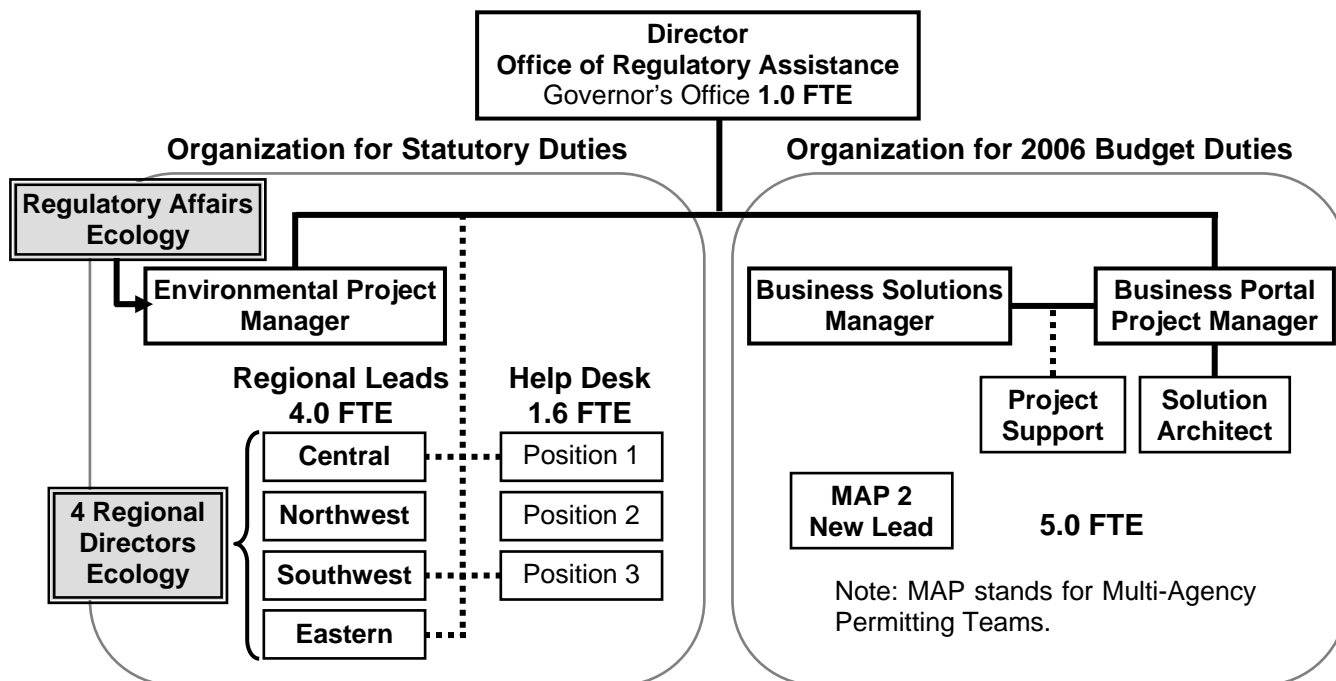 Director
Office of Regulatory Assistance
Governor’s Office 1.0 FTE
Organization for Statutory Duties
Regulatory Affairs
Ecology
Environmental Project
Manager
Regional Leads
4.0 FTE
Help Desk
1.6 FTE
4 Regional
Directors
Ecology
Central
Northwest
Southwest
Eastern
Position 1
Position 2
Position 3
Organization for 2006 Budget Duties
Business Solutions
Manager
Business Portal
Project Manager
Project
Support
Solution
Architect
MAP 2
New Lead
5.0 FTE
Note: MAP stands for Multi-Agency
Permitting Teams.